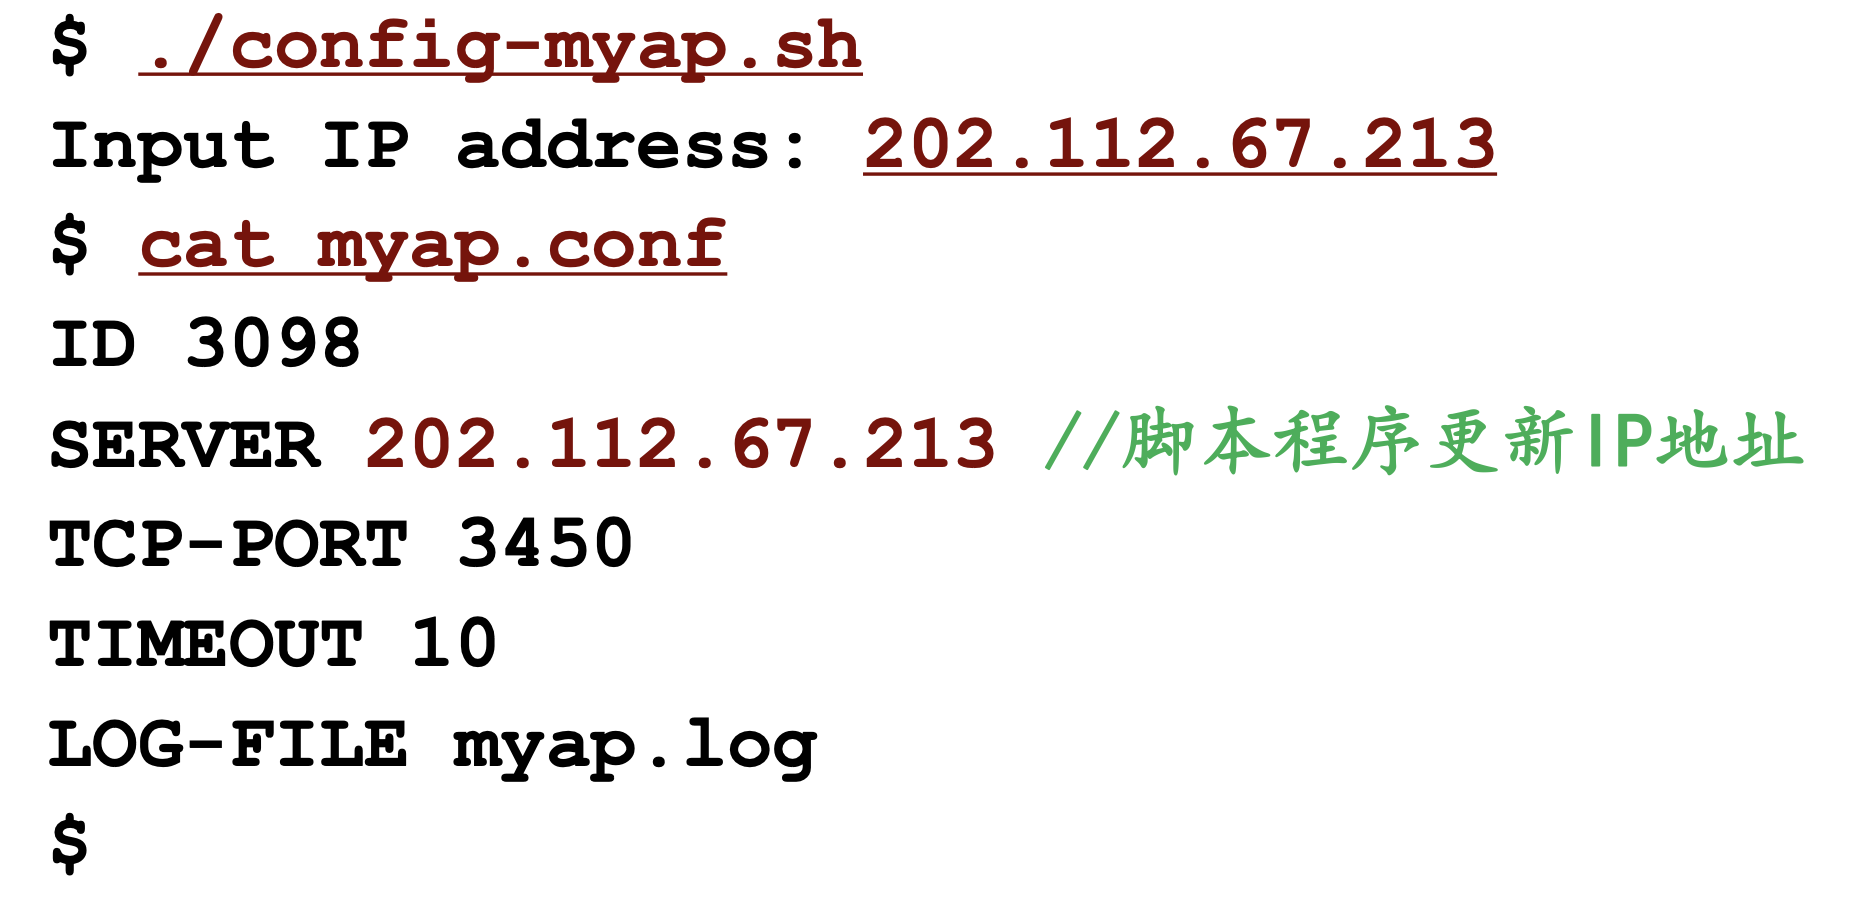 $ ./config-myap.sh
Input IP address: 202.112.67.213
$ cat myap.conf
ID 3098
SERVER 202.112.67.213 //脚本程序更新IP地址
TCP-PORT 3450
TIMEOUT 10
LOG-FILE myap.log
$